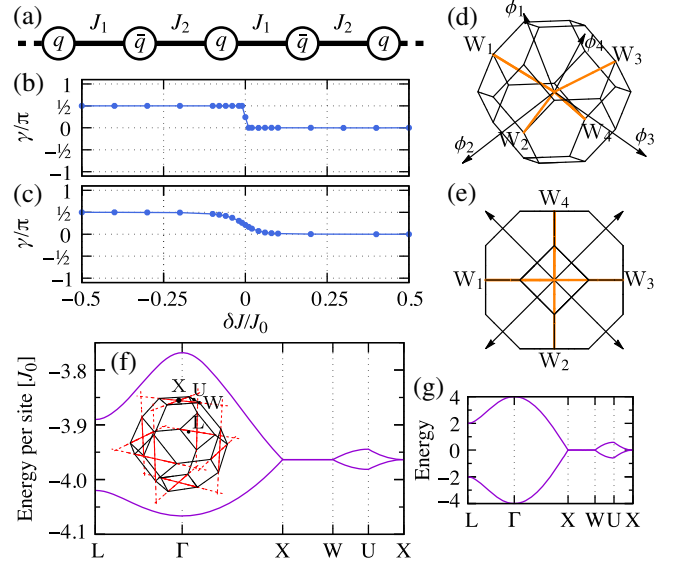 (a)
J₁ J₂ J₁ J₂
q q̄ q q̄ q
(b)
γ/π
1
½
0
−½
−1
(c)
γ/π
1
½
0
−½
−1
−0.5 −0.25 0 0.25 0.5
δJ/J₀
(d)
ϕ₁
ϕ₄
W₁ W₃
W₂ W₄
ϕ₂ ϕ₃
(e)
W₄
W₁ W₃
W₂
(f)
Energy per site [J₀]
−3.8
−3.9
−4.0
−4.1
X U
W
L
L Γ X W U X
(g)
Energy
4
2
0
−2
−4
L Γ X W U X